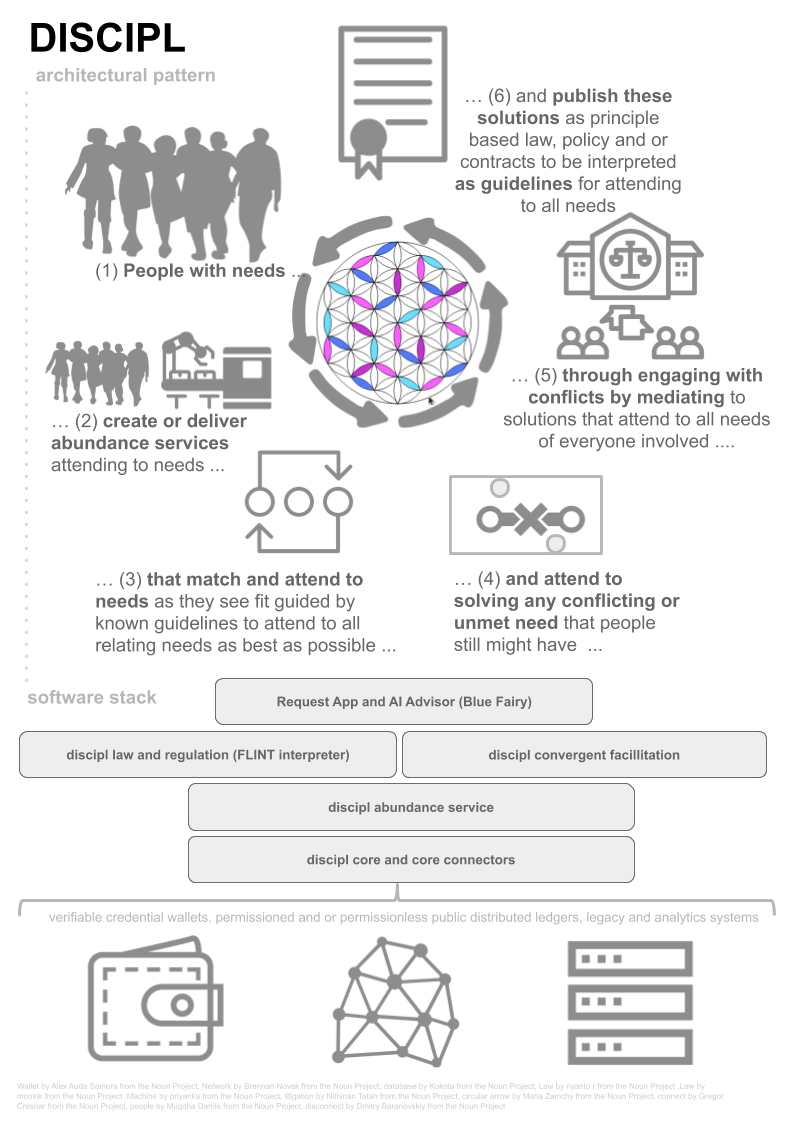 DISCIPL
architectural pattern
(1) People with needs ...
… (2) create or deliver
abundance services
attending to needs ...
… (3) that match and attend to
needs as they see fit guided by
known guidelines to attend to all
relating needs as best as possible ...
… (4) and attend to
solving any conflicting or
unmet need that people
still might have ...
… (5) through engaging with
conflicts by mediating to
solutions that attend to all needs
of everyone involved ....
… (6) and publish these
solutions as principle
based law, policy and or
contracts to be interpreted
as guidelines for attending
to all needs
software stack
Request App and AI Advisor (Blue Fairy)
discipl law and regulation (FLINT interpreter)
discipl convergent facillitation
discipl abundance service
discipl core and core connectors
verifiable credential wallets. permissioned and or permissionless public distributed ledgers, legacy and analytics systems
Wallet by Alex Auda Samora from the Noun Project, Network by Brennan Novak from the Noun Project, database by Kokota from the Noun Project, Law by riyanto r from the Noun Project ,Law by
monkik from the Noun Project ,Machine by priyanka from the Noun Project, litigation by Nithinan Tatah from the Noun Project, circular arrow by Marie Zamchy from the Noun Project, connect by Gregor
Cresnar from the Noun Project, people by Mugdha Damle from the Noun Project, disconnect by Dmitry Baranovskiy from the Noun Project